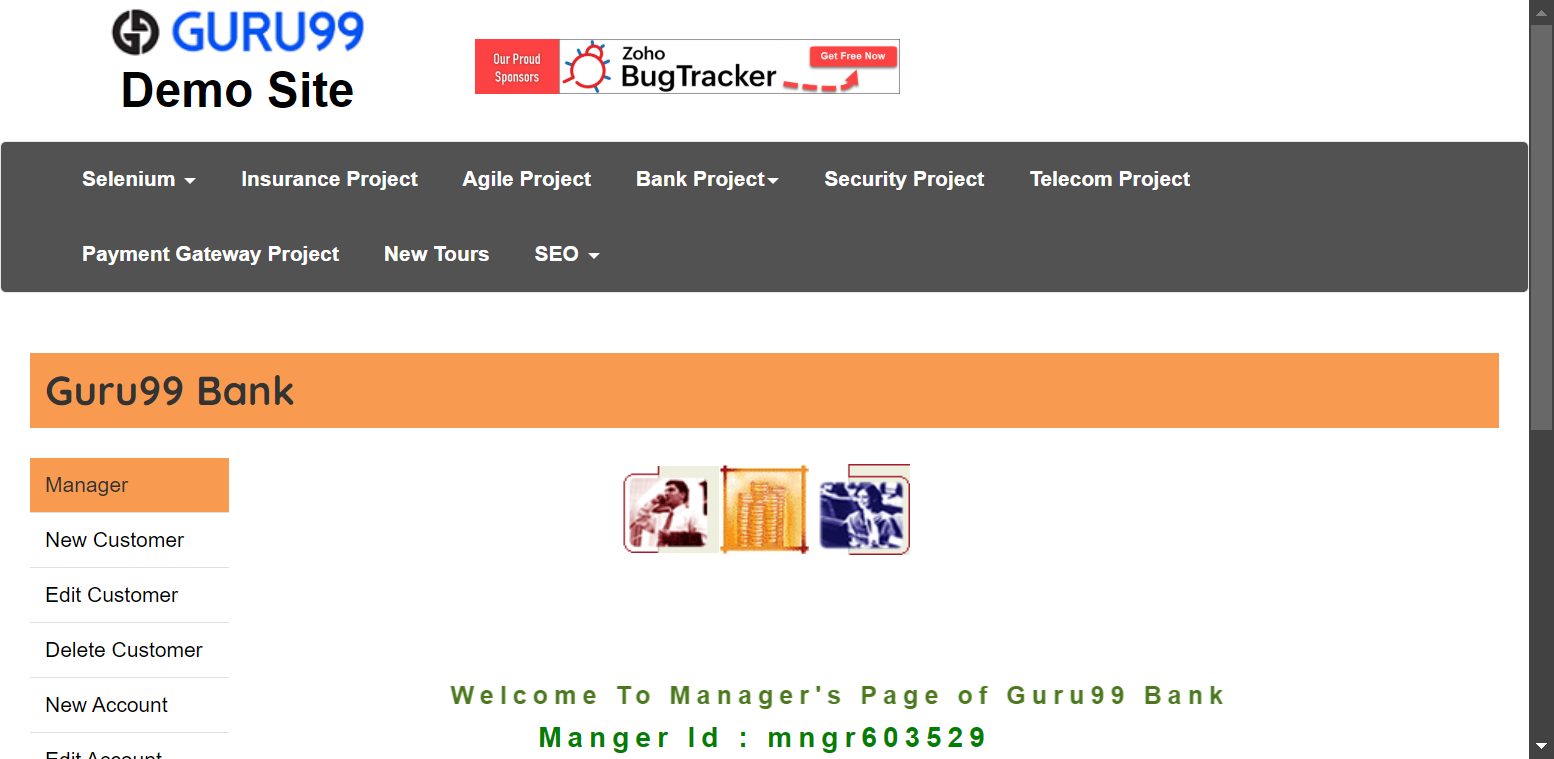 GURU99
Demo Site
Our Proud
Sponsors
Zoho
BugTracker
Get Free Now
Selenium Insurance Project Agile Project Bank Project Security Project Telecom Project
Payment Gateway Project New Tours SEO
Guru99 Bank
Manager
New Customer
Edit Customer
Delete Customer
New Account
Edit Account
Welcome To Manager's Page of Guru99 Bank
Manger Id : mngr603529